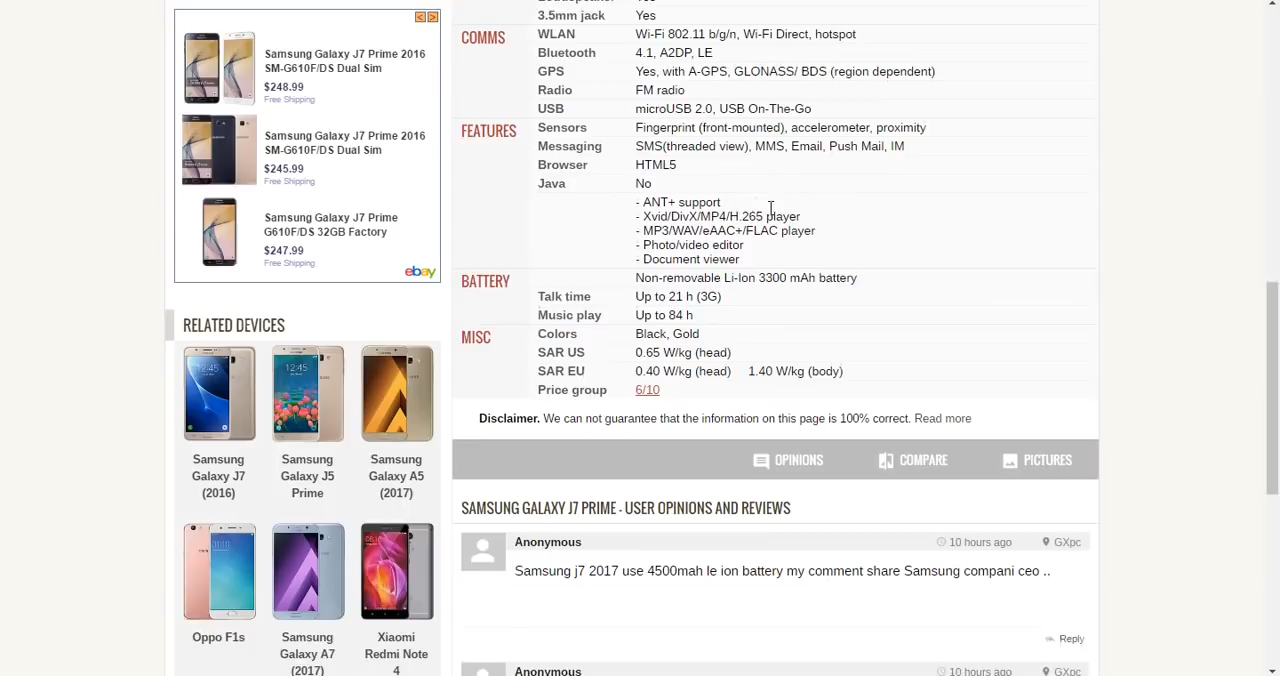 3.5mm jack Yes
COMMS WLAN Wi-Fi 802.11 b/g/n, Wi-Fi Direct, hotspot
Bluetooth 4.1, A2DP, LE
GPS Yes, with A-GPS, GLONASS/ BDS (region dependent)
Radio FM radio
USB microUSB 2.0, USB On-The-Go
FEATURES Sensors Fingerprint (front-mounted), accelerometer, proximity
Messaging SMS(threaded view), MMS, Email, Push Mail, IM
Browser HTML5
Java No
- ANT+ support
- Xvid/DivX/MP4/H.265 player
- MP3/WAV/eAAC+/FLAC player
- Photo/video editor
- Document viewer
BATTERY Non-removable Li-Ion 3300 mAh battery
Talk time Up to 21 h (3G)
Music play Up to 84 h
MISC Colors Black, Gold
SAR US 0.65 W/kg (head)
SAR EU 0.40 W/kg (head) 1.40 W/kg (body)
Price group 6/10
Disclaimer. We can not guarantee that the information on this page is 100% correct. Read more
OPINIONS COMPARE PICTURES
SAMSUNG GALAXY J7 PRIME - USER OPINIONS AND REVIEWS
Anonymous 10 hours ago GXpc
Samsung j7 2017 use 4500mah le ion battery my comment share Samsung compani ceo ..
Reply
Anonymous 10 hours ago GXpc
Samsung Galaxy J7 Prime 2016
SM-G610F/DS Dual Sim
$248.99
Free Shipping
Samsung Galaxy J7 Prime 2016
SM-G610F/DS Dual Sim
$245.99
Free Shipping
Samsung Galaxy J7 Prime
G610F/DS 32GB Factory
$247.99
Free Shipping
ebay
RELATED DEVICES
Samsung
Galaxy J7
(2016)
Samsung
Galaxy J5
Prime
Samsung
Galaxy A5
(2017)
Oppo F1s
Samsung
Galaxy A7
(2017)
Xiaomi
Redmi Note
4